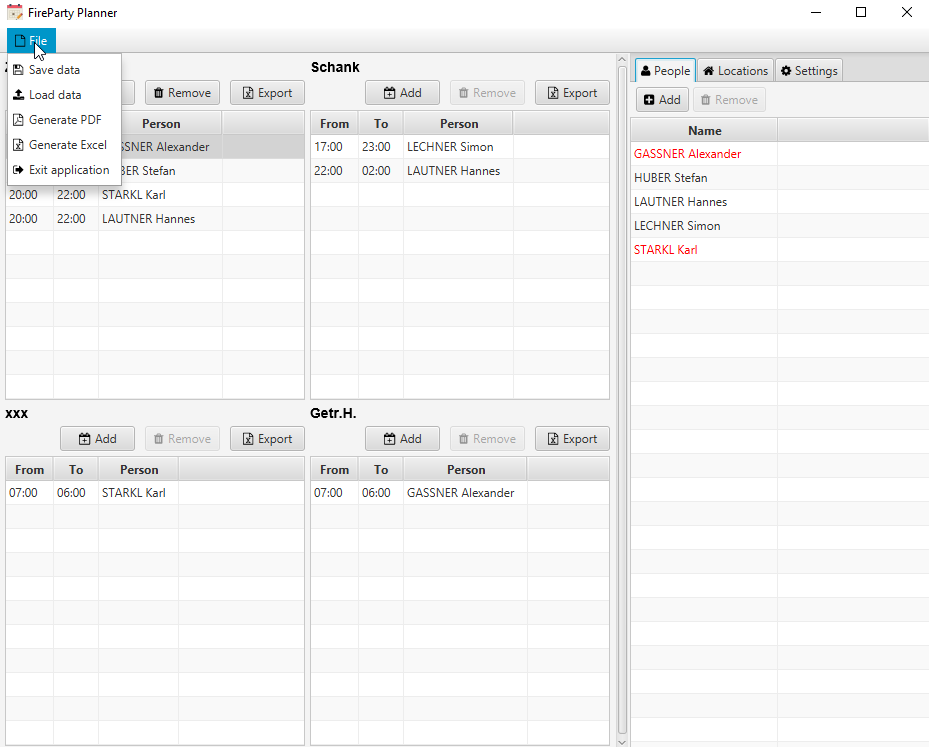 FireParty Planner
File
Save data
Load data
Generate PDF
Generate Excel
Exit application
Remove Export
Person
Alexander
Stefan
20:00 22:00 STARKL Karl
20:00 22:00 LAUTNER Hannes
Schank
Add Remove Export
From To Person
17:00 23:00 LECHNER Simon
22:00 02:00 LAUTNER Hannes
xxx
Add Remove Export
From To Person
07:00 06:00 STARKL Karl
Getr.H.
Add Remove Export
From To Person
07:00 06:00 GASSNER Alexander
People Locations Settings
Add Remove
Name
GASSNER Alexander
HUBER Stefan
LAUTNER Hannes
LECHNER Simon
STARKL Karl